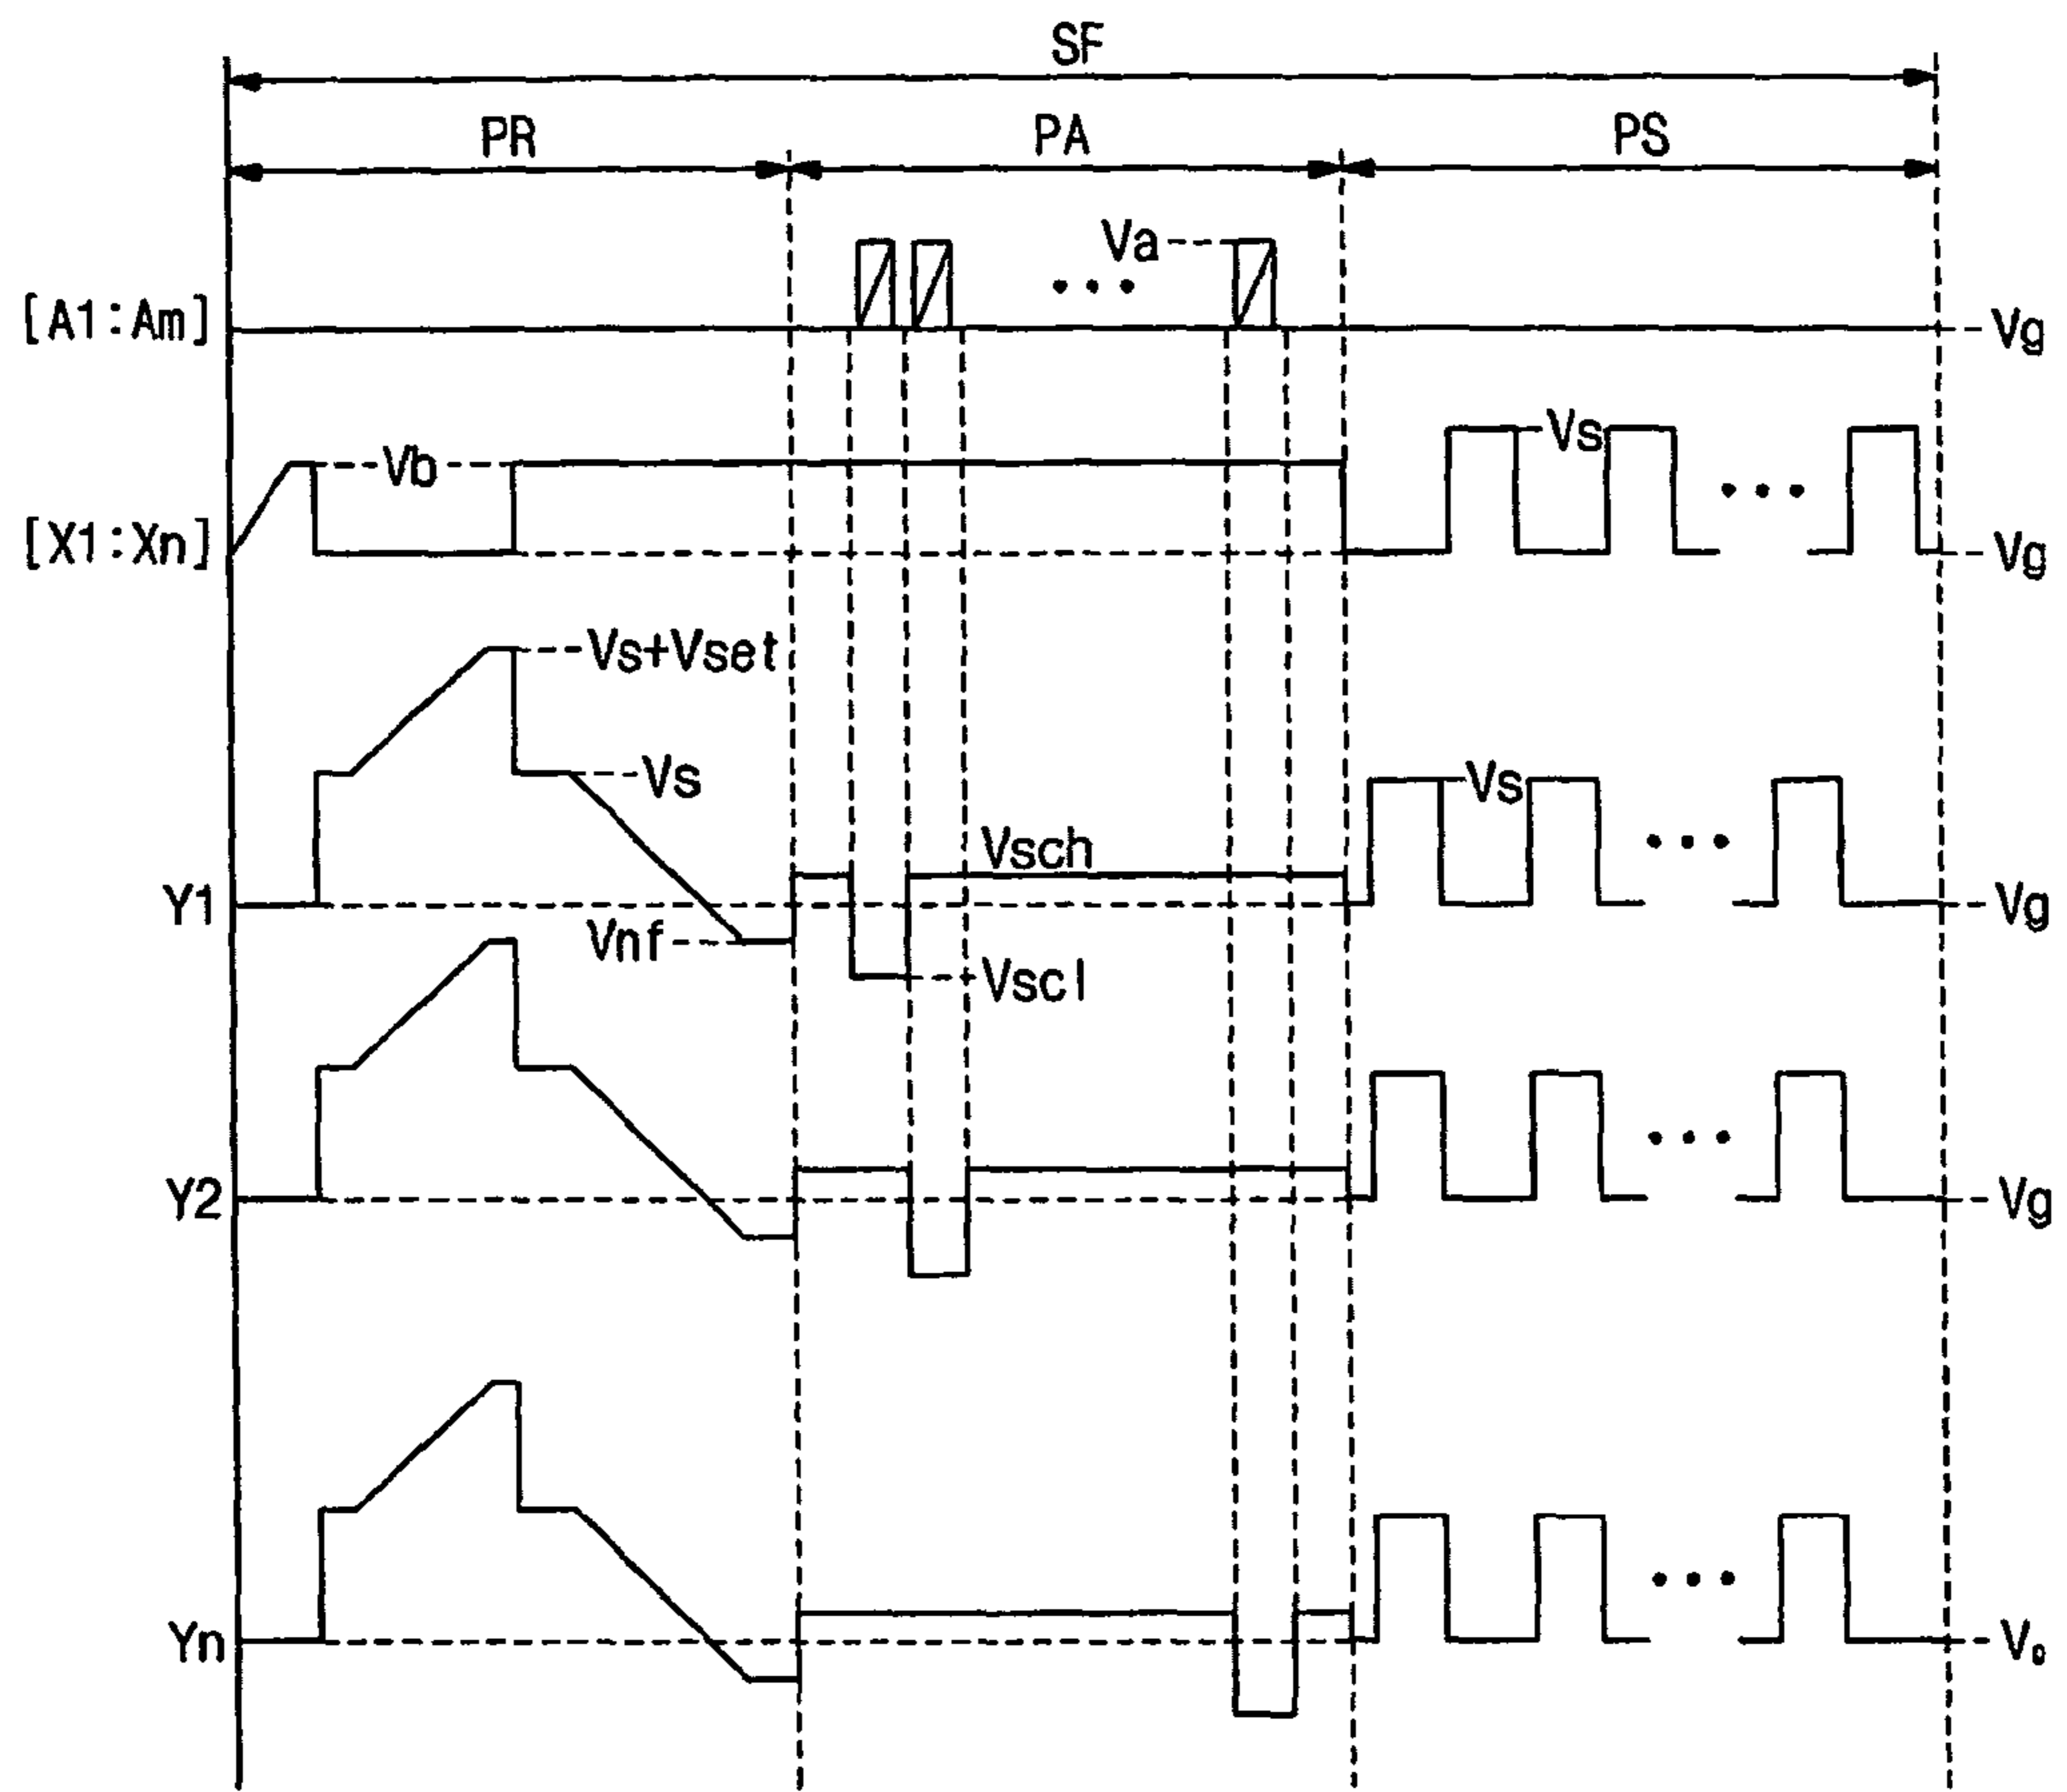 SF
PR PA PS
Va
[A1:Am] Vg
Vs
Vb
[X1:Xn] Vg
Vs+Vset
Vs Vs
Vsch
Y1 Vg
Vnf
Vscl
Y2 Vg
Yn